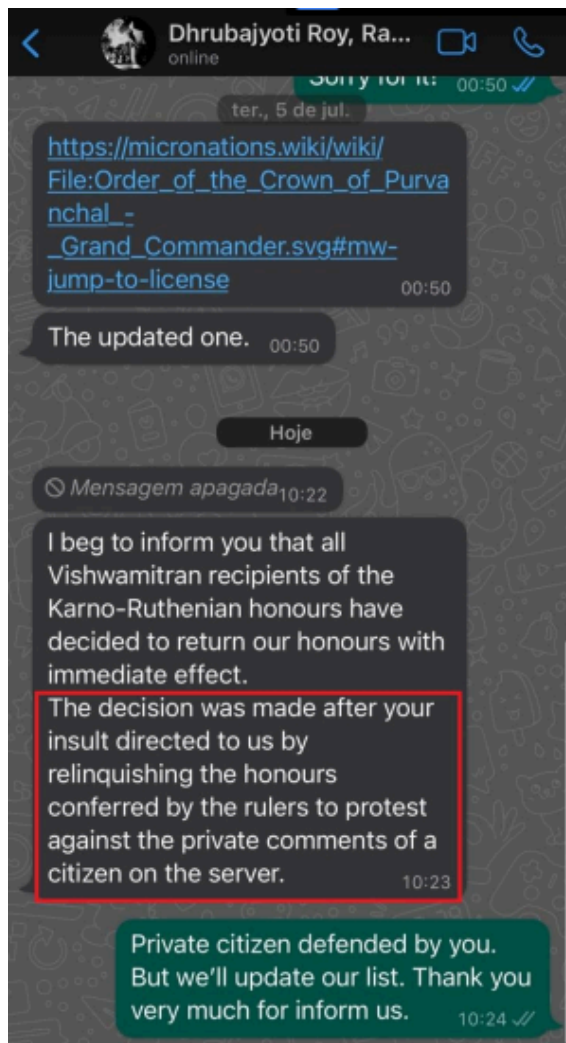 Dhrubajyoti Roy, Ra...
online
Sorry for it! 00:50
ter., 5 de jul.
https://micronations.wiki/wiki/
File:Order_of_the_Crown_of_Purva
nchal_-
_Grand_Commander.svg#mw-
jump-to-license 00:50
The updated one. 00:50
Hoje
Mensagem apagada 10:22
I beg to inform you that all
Vishwamitran recipients of the
Karno-Ruthenian honours have
decided to return our honours with
immediate effect.
The decision was made after your
insult directed to us by
relinquishing the honours
conferred by the rulers to protest
against the private comments of a
citizen on the server. 10:23
Private citizen defended by you.
But we’ll update our list. Thank you
very much for inform us. 10:24